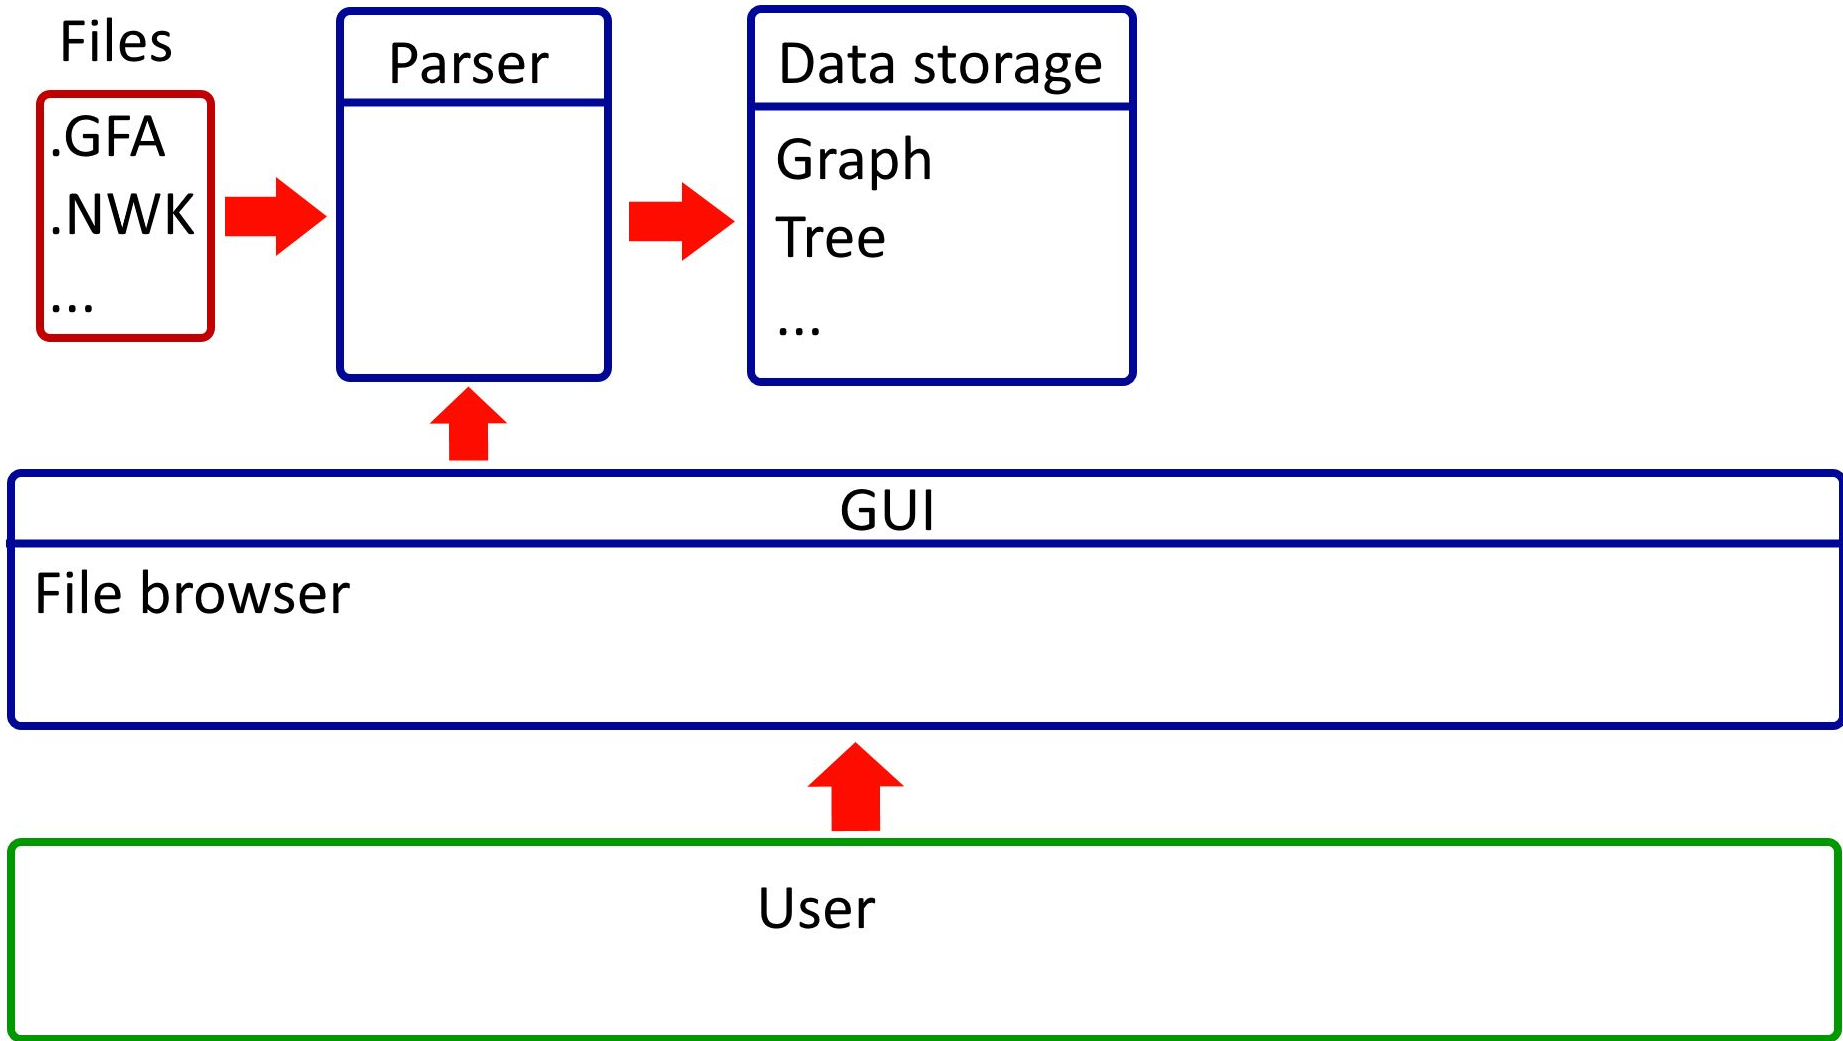 Files
.GFA
.NWK
...
Parser
Data storage
Graph
Tree
...
GUI
File browser
User